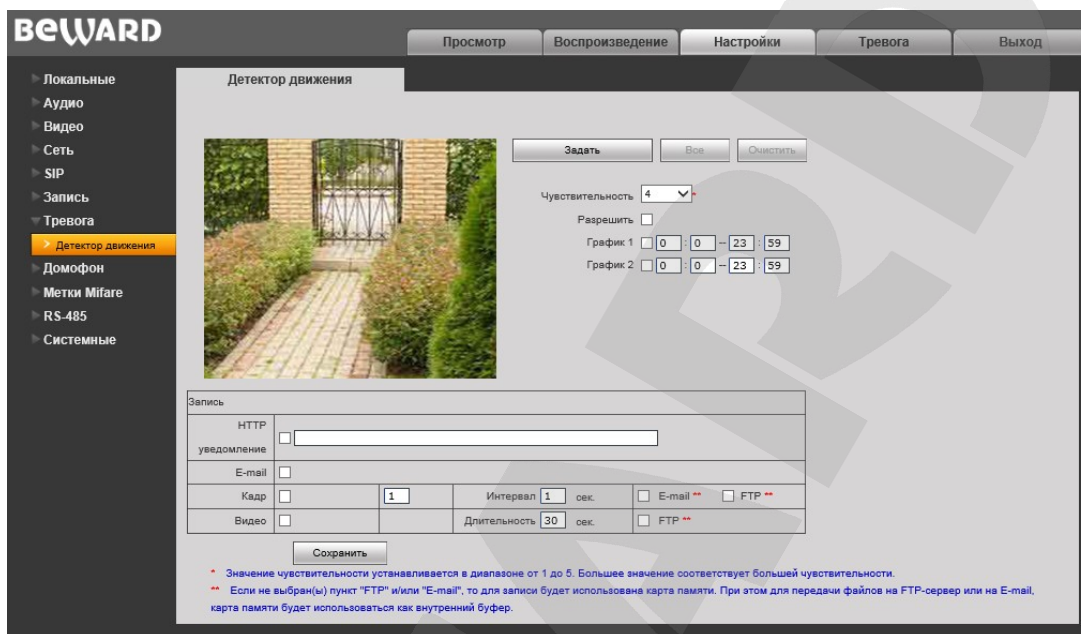 BEWARD
Просмотр Воспроизведение Настройки Тревога Выход
Локальные
Аудио
Видео
Сеть
SIP
Запись
Тревога
Детектор движения
Домофон
Метки Mifare
RS-485
Системные
Детектор движения
Задать Все Очистить
Чувствительность 4 *
Разрешить
График 1 0 : 0 – 23 : 59
График 2 0 : 0 – 23 : 59
Запись
HTTP
уведомление
E-mail
Кадр 1 Интервал 1 сек. E-mail ** FTP **
Видео Длительность 30 сек. FTP **
Сохранить
* Значение чувствительности устанавливается в диапазоне от 1 до 5. Большее значение соответствует большей чувствительности.
** Если не выбран(ы) пункт "FTP" и/или "E-mail", то для записи будет использована карта памяти. При этом для передачи файлов на FTP-сервер или на E-mail,
карта памяти будет использоваться как внутренний буфер.